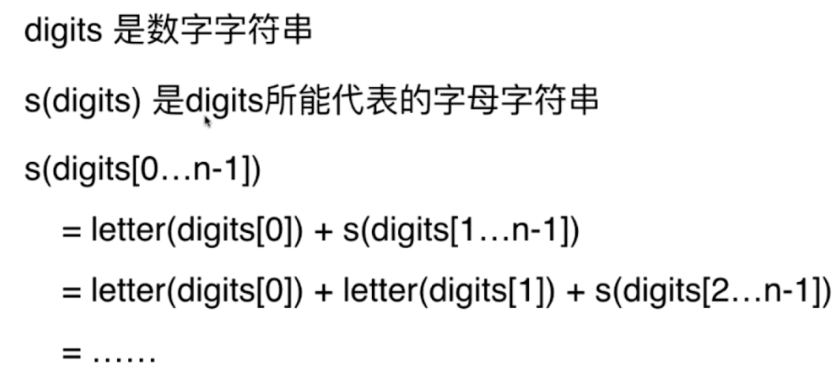 digits 是数字字符串
s(digits) 是digits所能代表的字母字符串
s(digits[0…n-1])
= letter(digits[0]) + s(digits[1…n-1])
= letter(digits[0]) + letter(digits[1]) + s(digits[2…n-1])
= ……